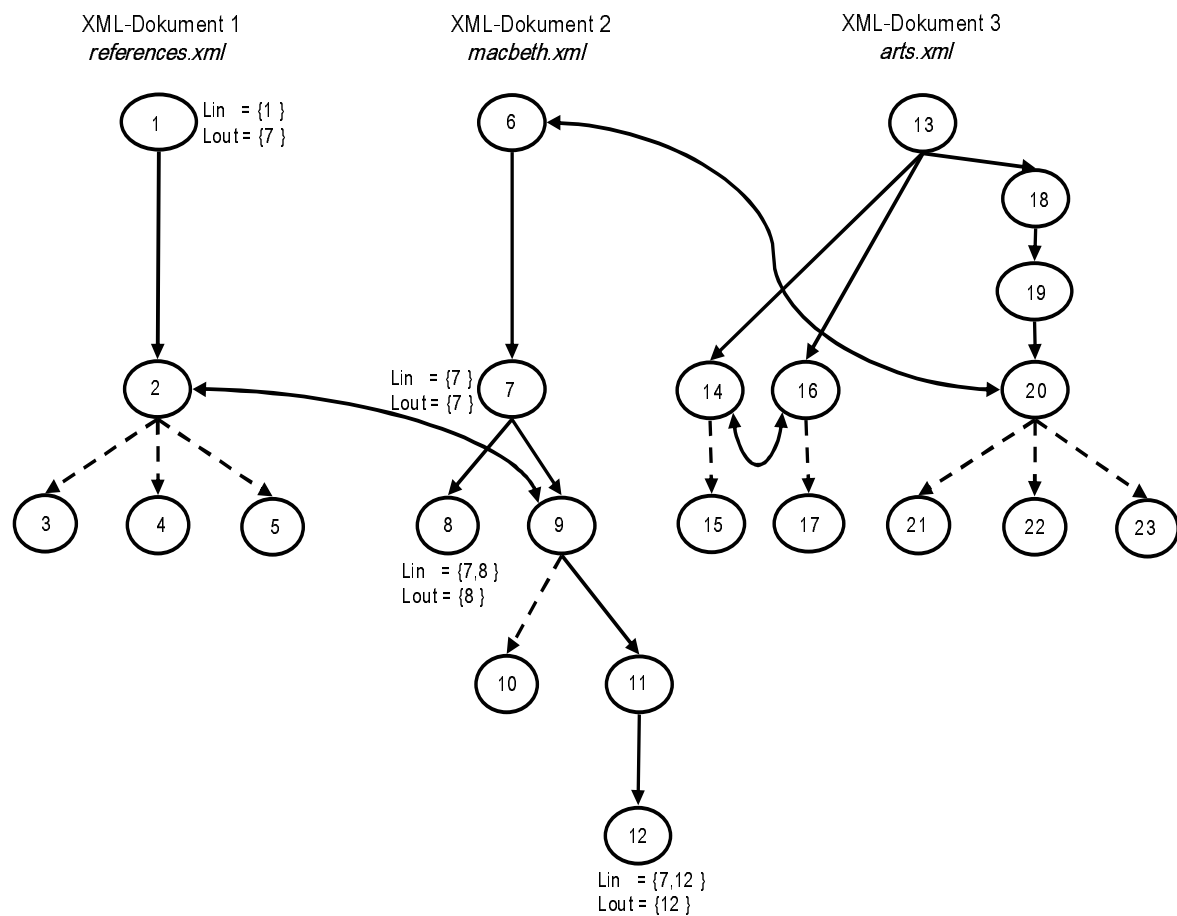 XML-Dokument 1
references.xml
XML-Dokument 2
macbeth.xml
XML-Dokument 3
arts.xml
1
Lin = {1 }
Lout = {7 }
6
13
18
19
2
Lin = {7 }
Lout = {7 }
7
14
16
20
3
4
5
8
9
15
17
21
22
23
Lin = {7,8 }
Lout = {8 }
10
11
12
Lin = {7,12 }
Lout = {12 }